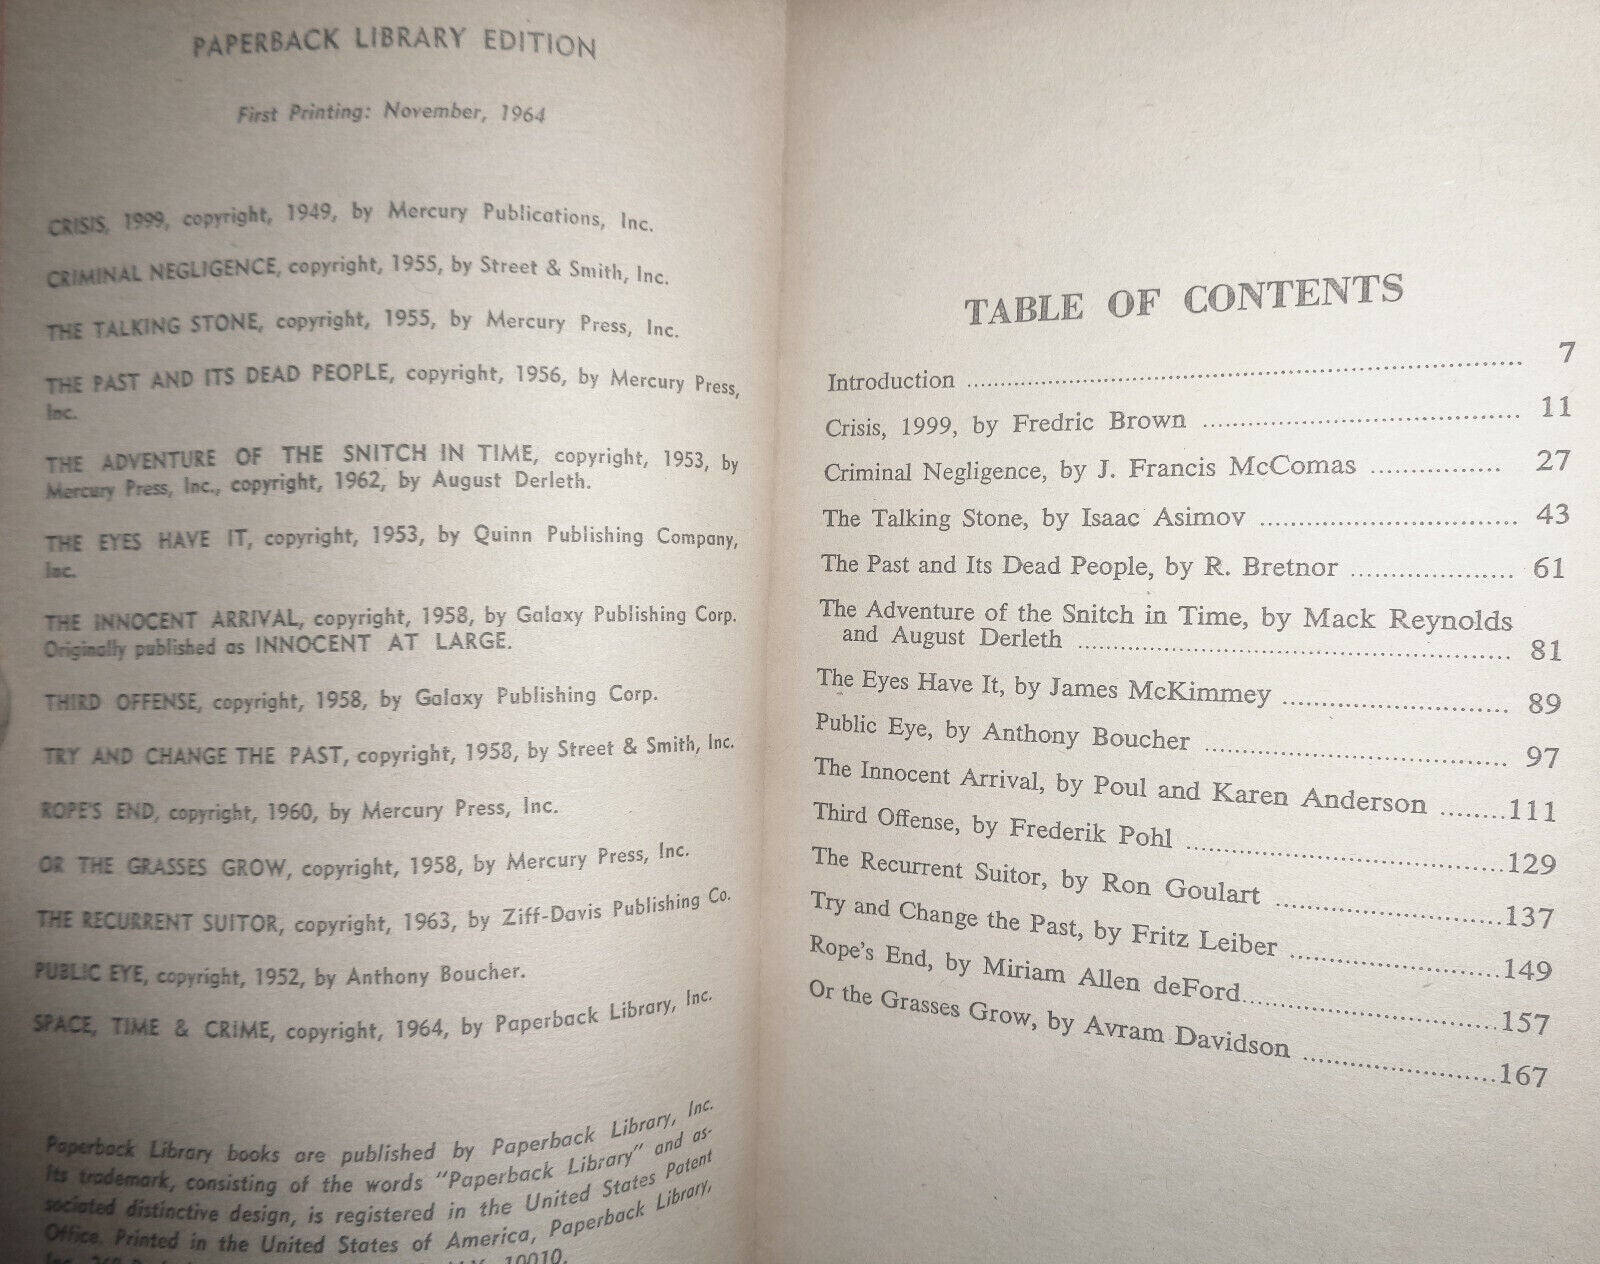 PAPERBACK LIBRARY EDITION
First Printing: November, 1964
CRISIS, 1999, copyright, 1949, by Mercury Publications, Inc.
CRIMINAL NEGLIGENCE, copyright, 1955, by Street & Smith, Inc.
THE TALKING STONE, copyright, 1955, by Mercury Press, Inc.
THE PAST AND ITS DEAD PEOPLE, copyright, 1956, by Mercury Press,
Inc.
THE ADVENTURE OF THE SNITCH IN TIME, copyright, 1953, by
Mercury Press, Inc., copyright, 1962, by August Derleth.
THE EYES HAVE IT, copyright, 1953, by Quinn Publishing Company,
Inc.
THE INNOCENT ARRIVAL, copyright, 1958, by Galaxy Publishing Corp.
Originally published as INNOCENT AT LARGE.
THIRD OFFENSE, copyright, 1958, by Galaxy Publishing Corp.
TRY AND CHANGE THE PAST, copyright, 1958, by Street & Smith, Inc.
ROPE'S END, copyright, 1960, by Mercury Press, Inc.
OR THE GRASSES GROW, copyright, 1958, by Mercury Press, Inc.
THE RECURRENT SUITOR, copyright, 1963, by Ziff-Davis Publishing Co.
PUBLIC EYE, copyright, 1952, by Anthony Boucher.
SPACE, TIME & CRIME, copyright, 1964, by Paperback Library, Inc.
Paperback Library books are published by Paperback Library, Inc.
Its trademark, consisting of the words "Paperback Library" and as-
sociated distinctive design, is registered in the United States Patent
Office. Printed in the United States of America, Paperback Library,
Inc. 10010.
TABLE OF CONTENTS
Introduction ........ 7
Crisis, 1999, by Fredric Brown ........ 11
Criminal Negligence, by J. Francis McComas ........ 27
The Talking Stone, by Isaac Asimov ........ 43
The Past and Its Dead People, by R. Bretnor ........ 61
The Adventure of the Snitch in Time, by Mack Reynolds
and August Derleth ........ 81
The Eyes Have It, by James McKimmey ........ 89
Public Eye, by Anthony Boucher ........ 97
The Innocent Arrival, by Poul and Karen Anderson ........ 111
Third Offense, by Frederik Pohl ........ 129
The Recurrent Suitor, by Ron Goulart ........ 137
Try and Change the Past, by Fritz Leiber ........ 149
Rope's End, by Miriam Allen deFord ........ 157
Or the Grasses Grow, by Avram Davidson ........ 167